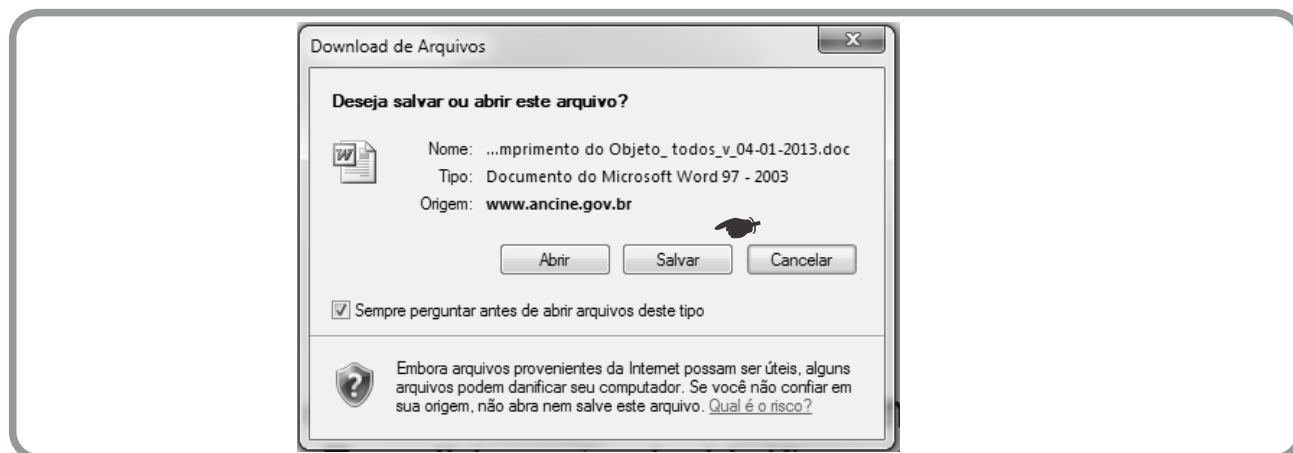 Download de Arquivos
Deseja salvar ou abrir este arquivo?
Nome: ...mprimento do Objeto_ todos_v_04-01-2013.doc
Tipo: Documento do Microsoft Word 97 - 2003
Origem: www.ancine.gov.br
Abrir Salvar Cancelar
Sempre perguntar antes de abrir arquivos deste tipo
Embora arquivos provenientes da Internet possam ser úteis, alguns
arquivos podem danificar seu computador. Se você não confiar em
sua origem, não abra nem salve este arquivo. Qual é o risco?